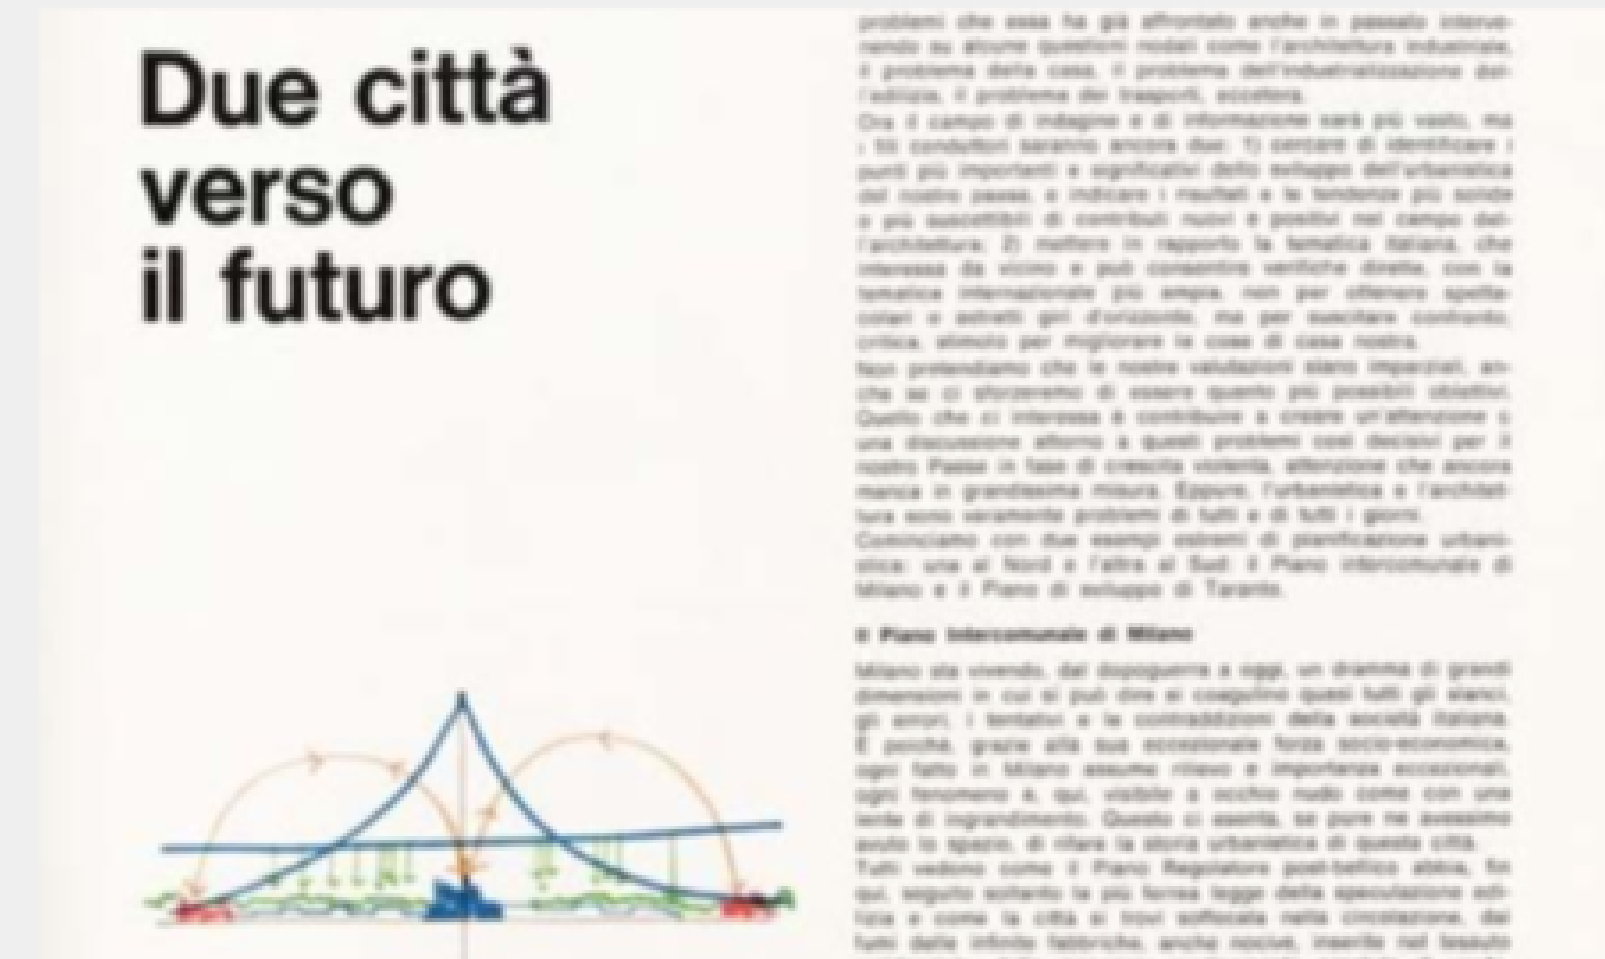 Due città
verso
il futuro
problemi che essa ha già affrontato anche in passato interve-
nendo su alcune questioni nodali come l'architettura industriale,
il problema della casa, il problema dell'industrializzazione del-
l'edilizia, il problema dei trasporti, eccetera.
Ora il campo di indagine e di informazione sarà più vasto, ma
i fili conduttori saranno ancora due: 1) cercare di identificare i
punti più importanti e significativi dello sviluppo dell'urbanistica
del nostro paese, e indicare i risultati e le tendenze più solide
o più suscettibili di contributi nuovi e positivi nel campo del-
l'architettura; 2) mettere in rapporto la tematica italiana, che
interessa da vicino e può consentire verifiche dirette, con la
tematica internazionale più ampia, non per ottenere spetta-
colari e astratti giri d'orizzonte, ma per suscitare confronto,
critica, stimolo per migliorare le cose di casa nostra.
Non pretendiamo che le nostre valutazioni siano imparziali, an-
che se ci sforzeremo di essere quanto più possibili obiettivi.
Quello che ci interessa è contribuire a creare un'attenzione e
una discussione attorno a questi problemi così decisivi per il
nostro Paese in fase di crescita violenta, attenzione che ancora
manca in grandissima misura. Eppure, l'urbanistica e l'architet-
tura sono veramente problemi di tutti e di tutti i giorni.
Cominciamo con due esempi estremi di pianificazione urbani-
stica: una al Nord e l'altra al Sud: il Piano intercomunale di
Milano e il Piano di sviluppo di Taranto.
Il Piano Intercomunale di Milano
Milano sta vivendo, dal dopoguerra a oggi, un dramma di grandi
dimensioni in cui si può dire si coagulino quasi tutti gli slanci,
gli errori, i tentativi e le contraddizioni della società italiana.
E poiché, grazie alla sua eccezionale forza socio-economica,
ogni fatto in Milano assume rilievo e importanza eccezionali,
ogni fenomeno è, qui, visibile a occhio nudo come con una
lente di ingrandimento. Questo ci esenta, se pure ne avessimo
avuto lo spazio, di rifare la storia urbanistica di questa città.
Tutti vedono come il Piano Regolatore post-bellico abbia, fin
qui, seguito soltanto la più ferrea legge della speculazione edi-
lizia e come la città si trovi soffocata nella circolazione, dai
fumi delle infinite fabbriche, anche nocive, inserite nel tessuto